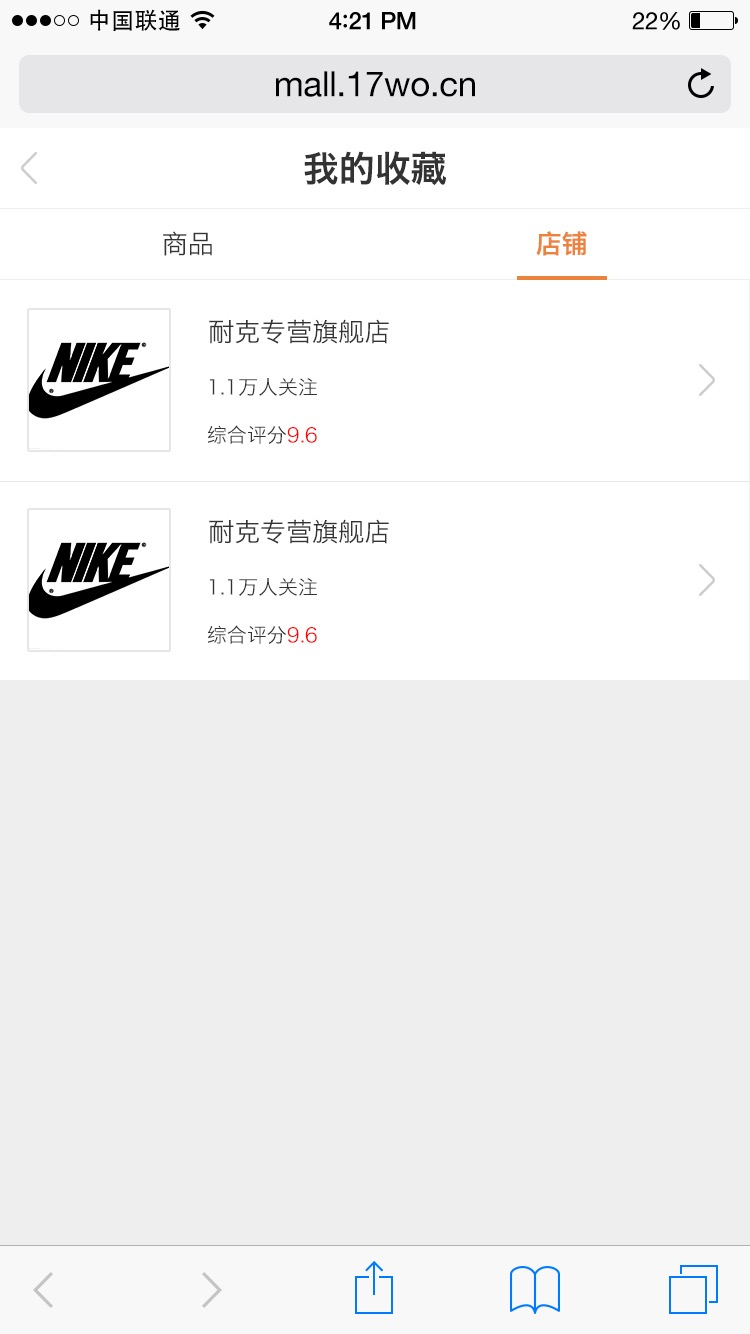 中国联通 4:21 PM 22%
mall.17wo.cn
我的收藏
商品 店铺
NIKE
耐克专营旗舰店
1.1万人关注
综合评分9.6
NIKE
耐克专营旗舰店
1.1万人关注
综合评分9.6